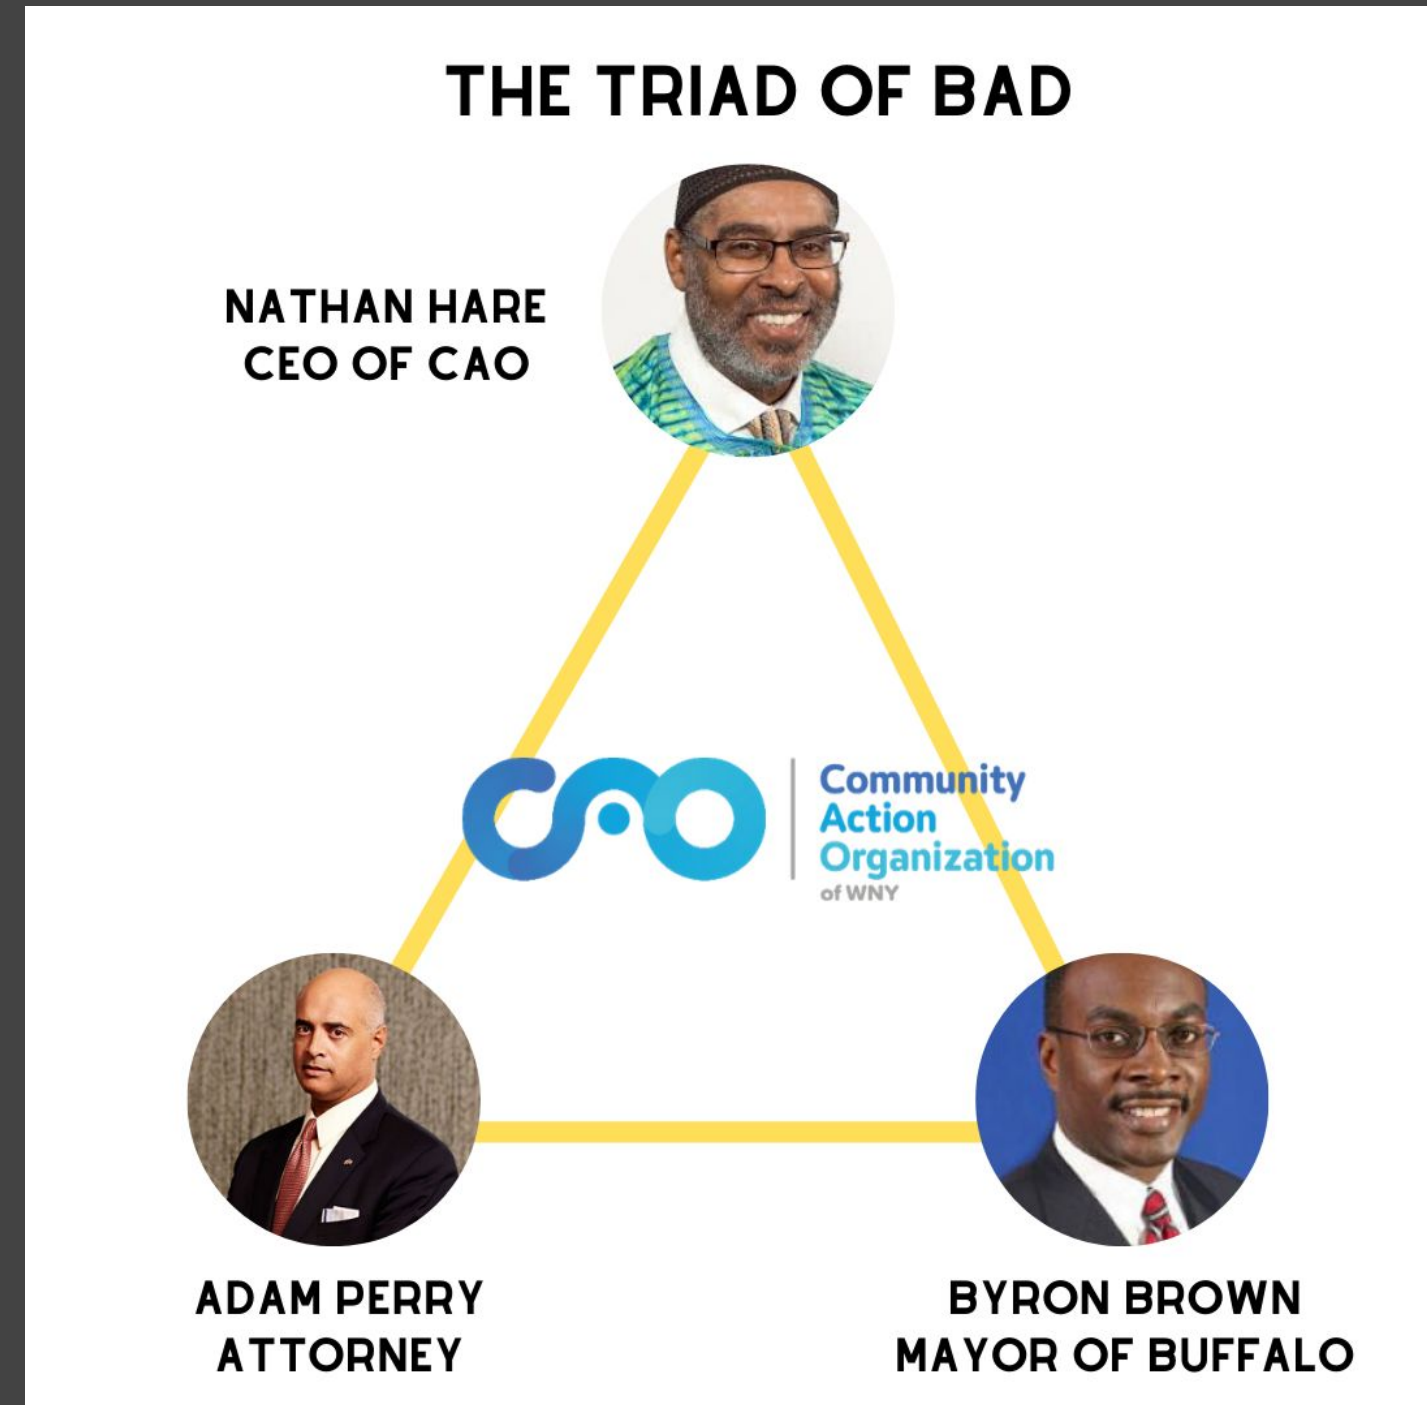 THE TRIAD OF BAD
NATHAN HARE
CEO OF CAO
CAO
Community
Action
Organization
of WNY
ADAM PERRY
ATTORNEY
BYRON BROWN
MAYOR OF BUFFALO